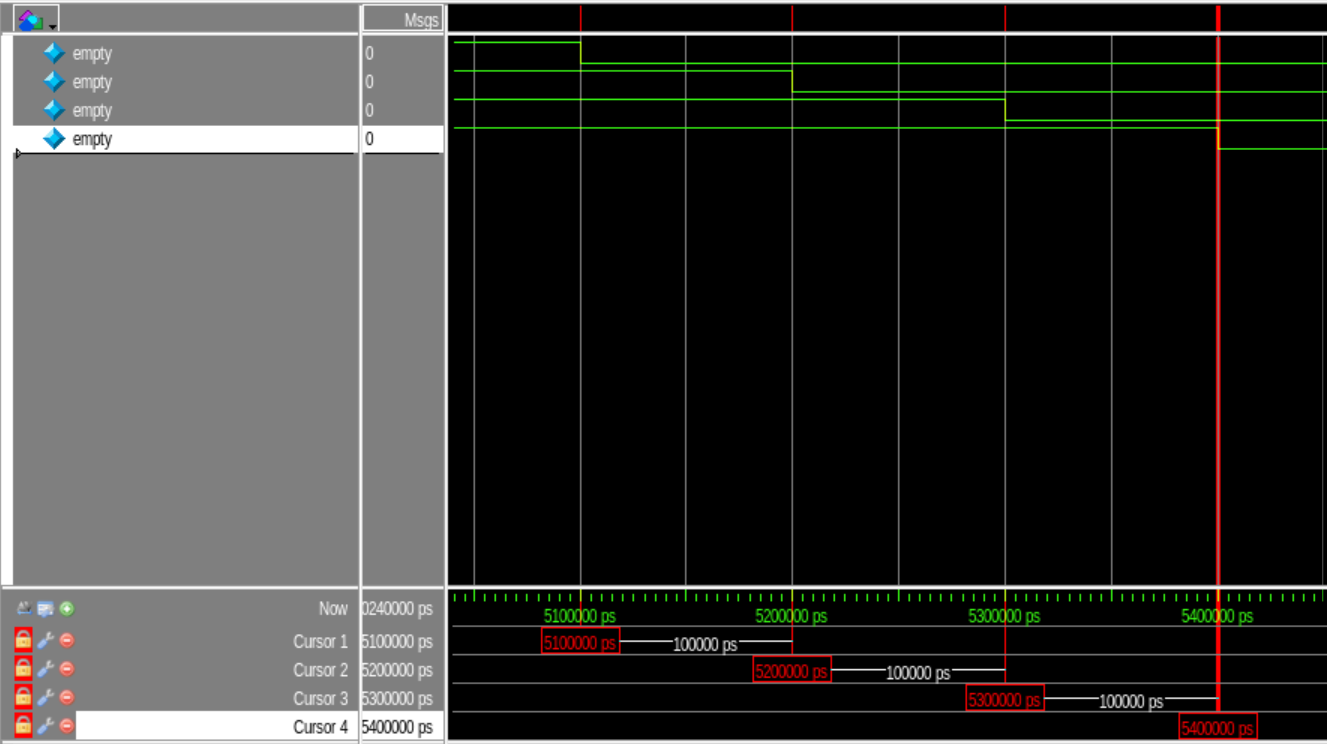 Msgs
empty 0
empty 0
empty 0
empty 0
Now 0240000 ps 5100000 ps 5200000 ps 5300000 ps 5400000 ps
Cursor 1 5100000 ps 5100000 ps 100000 ps
Cursor 2 5200000 ps 5200000 ps 100000 ps
Cursor 3 5300000 ps 5300000 ps 100000 ps
Cursor 4 5400000 ps 5400000 ps